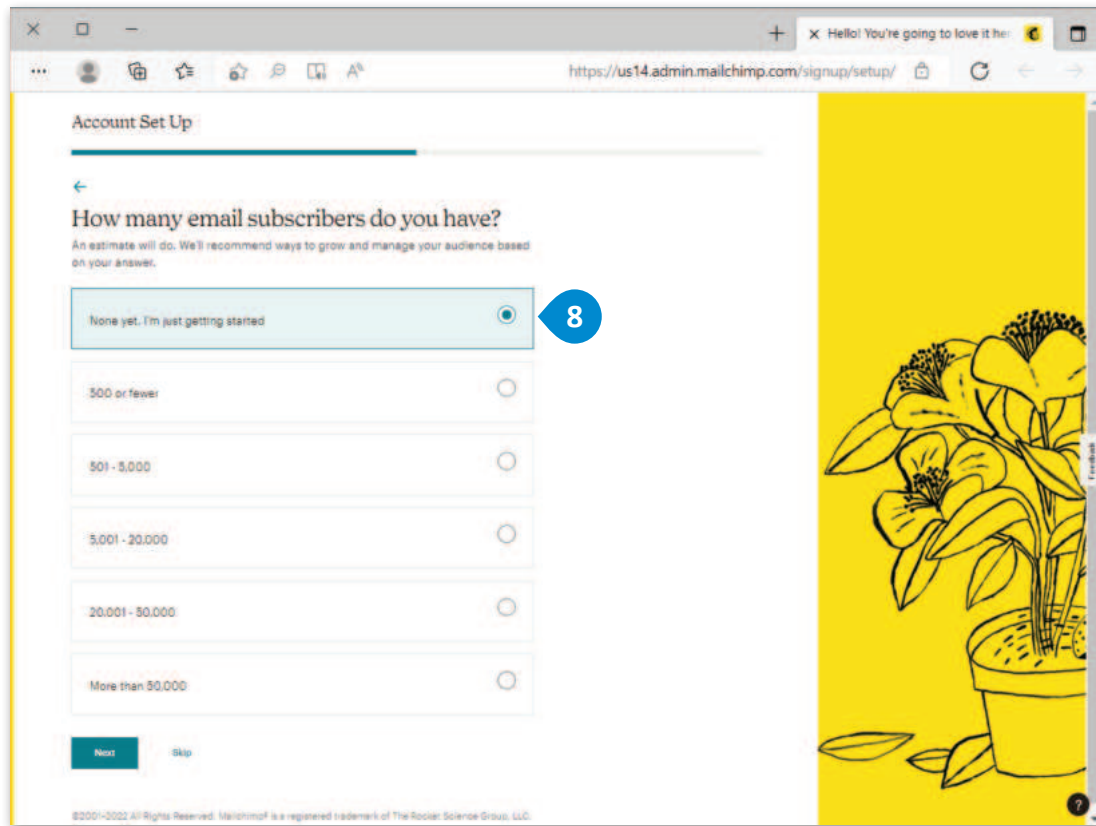 Hello! You're going to love it her
https://us14.admin.mailchimp.com/signup/setup/
Account Set Up
How many email subscribers do you have?
An estimate will do. We'll recommend ways to grow and manage your audience based
on your answer.
None yet. I'm just getting started
8
500 or fewer
501 - 5,000
5,001 - 20,000
20,001 - 50,000
More than 50,000
Feedback
Next
Skip
?
©2001-2022 All Rights Reserved. Mailchimp® is a registered trademark of The Rocket Science Group, LLC.